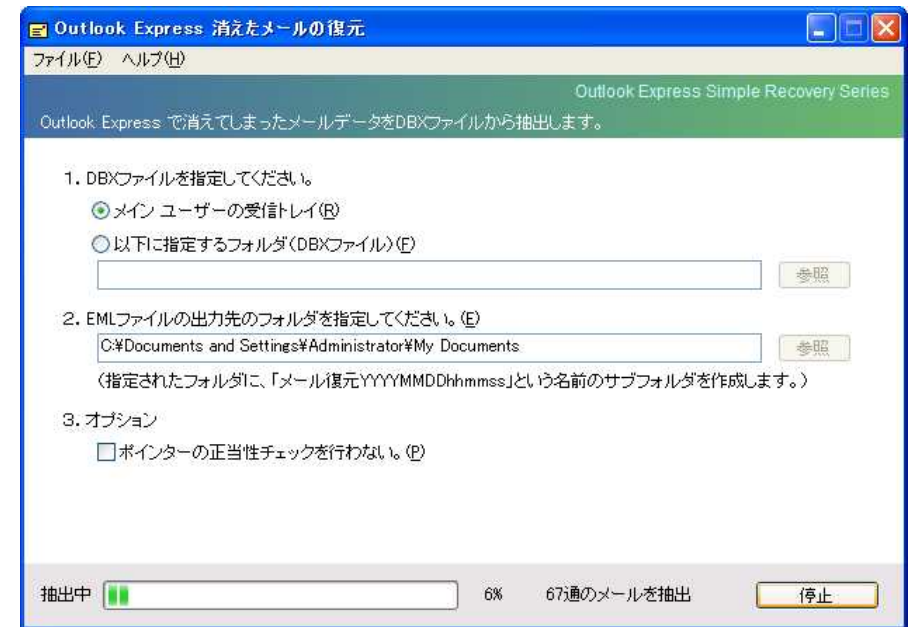 Outlook Express 消えたメールの復元
ファイル(F) ヘルプ(H)
Outlook Express Simple Recovery Series
Outlook Express で消えてしまったメールデータをDBXファイルから抽出します。
1. DBXファイルを指定してください。
メイン ユーザーの受信トレイ(R)
以下に指定するフォルダ(DBXファイル)(F)
参照
2. EMLファイルの出力先のフォルダを指定してください。(E)
C:¥Documents and Settings¥Administrator¥My Documents
参照
(指定されたフォルダに、「メール復元YYYYMMDDhhmmss」という名前のサブフォルダを作成します。)
3. オプション
ポインターの正当性チェックを行わない。(P)
抽出中 6% 67通のメールを抽出 停止